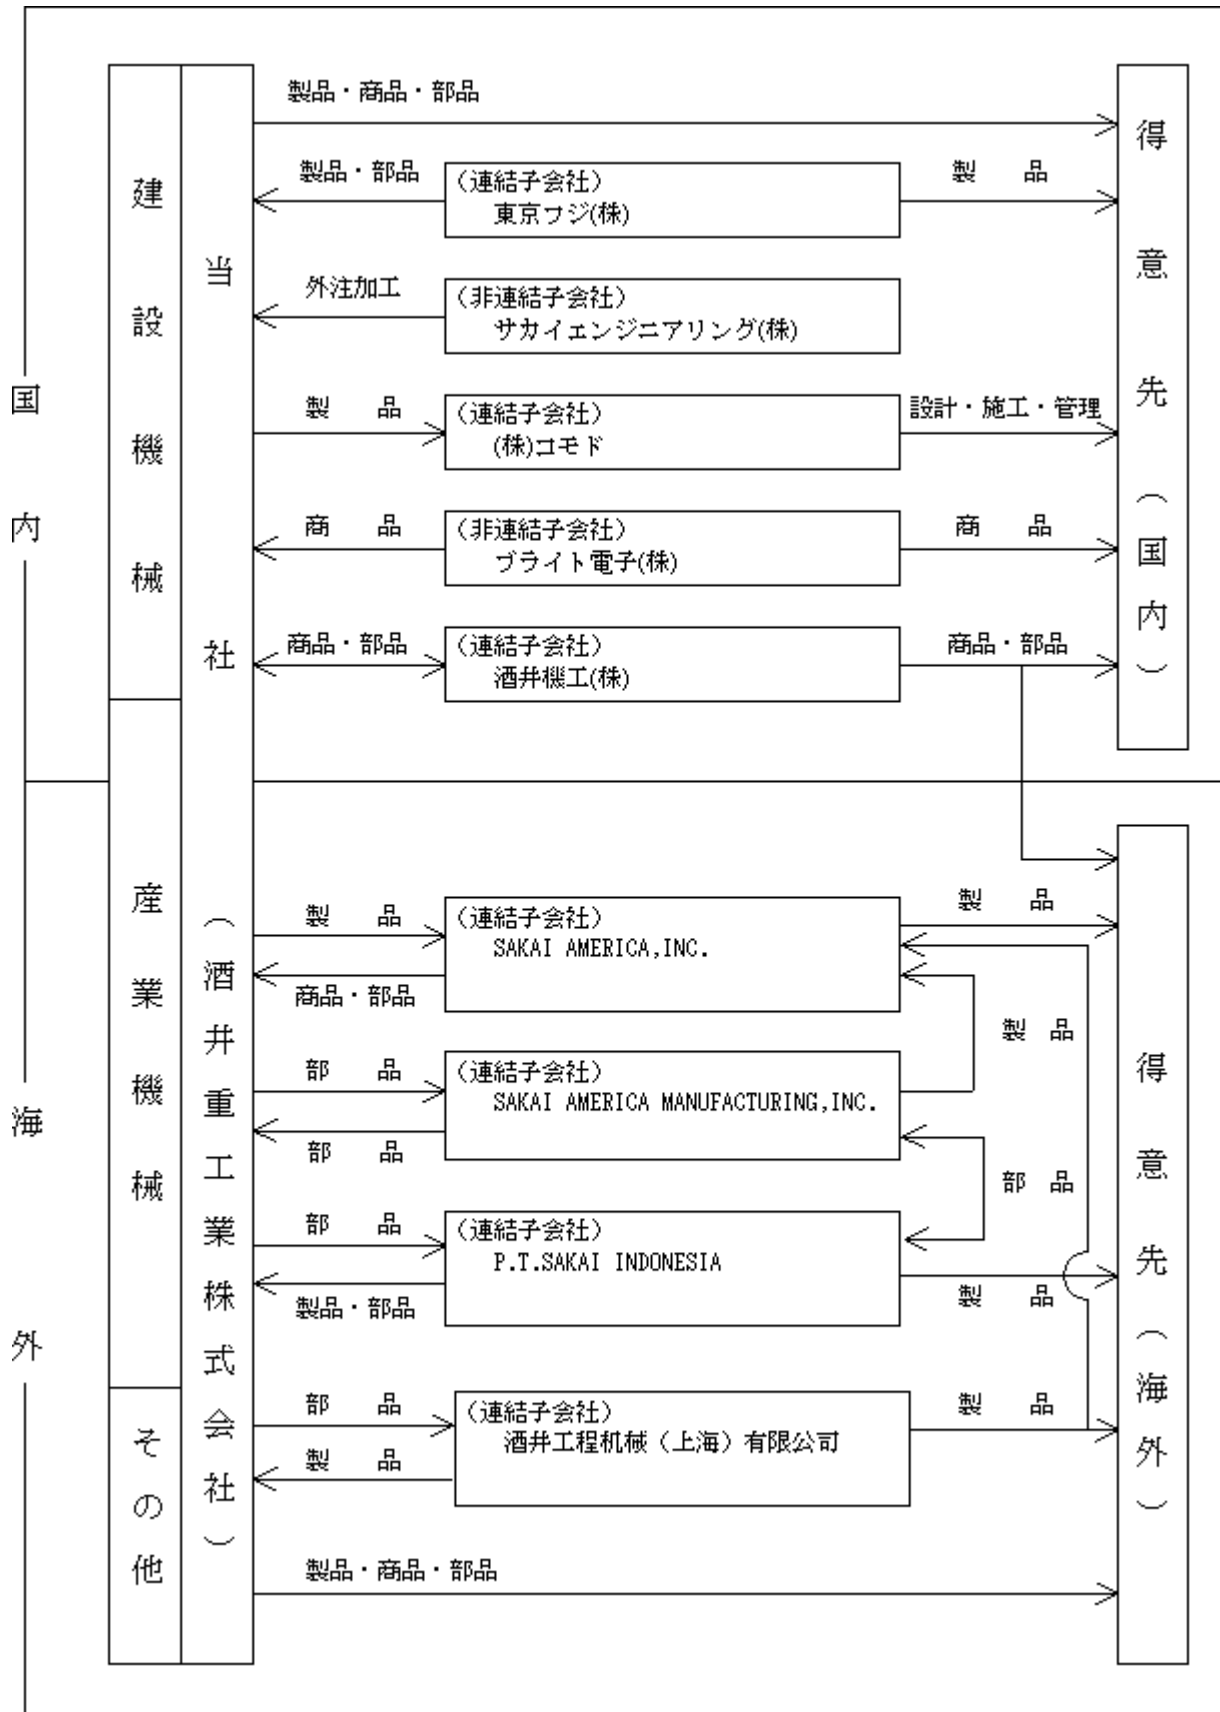 国内
海外
建設機械
産業機械
その他
当社（酒井重工業株式会社）
得意先（国内）
得意先（海外）
製品・商品・部品
製品・部品
（連結子会社）
東京フジ(株)
製　品
外注加工
（非連結子会社）
サカイエンジニアリング(株)
製　品
（連結子会社）
(株)コモド
設計・施工・管理
商　品
（非連結子会社）
ブライト電子(株)
商　品
商品・部品
（連結子会社）
酒井機工(株)
商品・部品
製　品
商品・部品
（連結子会社）
SAKAI AMERICA,INC.
製　品
製　品
部　品
部　品
（連結子会社）
SAKAI AMERICA MANUFACTURING,INC.
部　品
部　品
製品・部品
（連結子会社）
P.T.SAKAI INDONESIA
製　品
部　品
製　品
（連結子会社）
酒井工程机械（上海）有限公司
製　品
製品・商品・部品